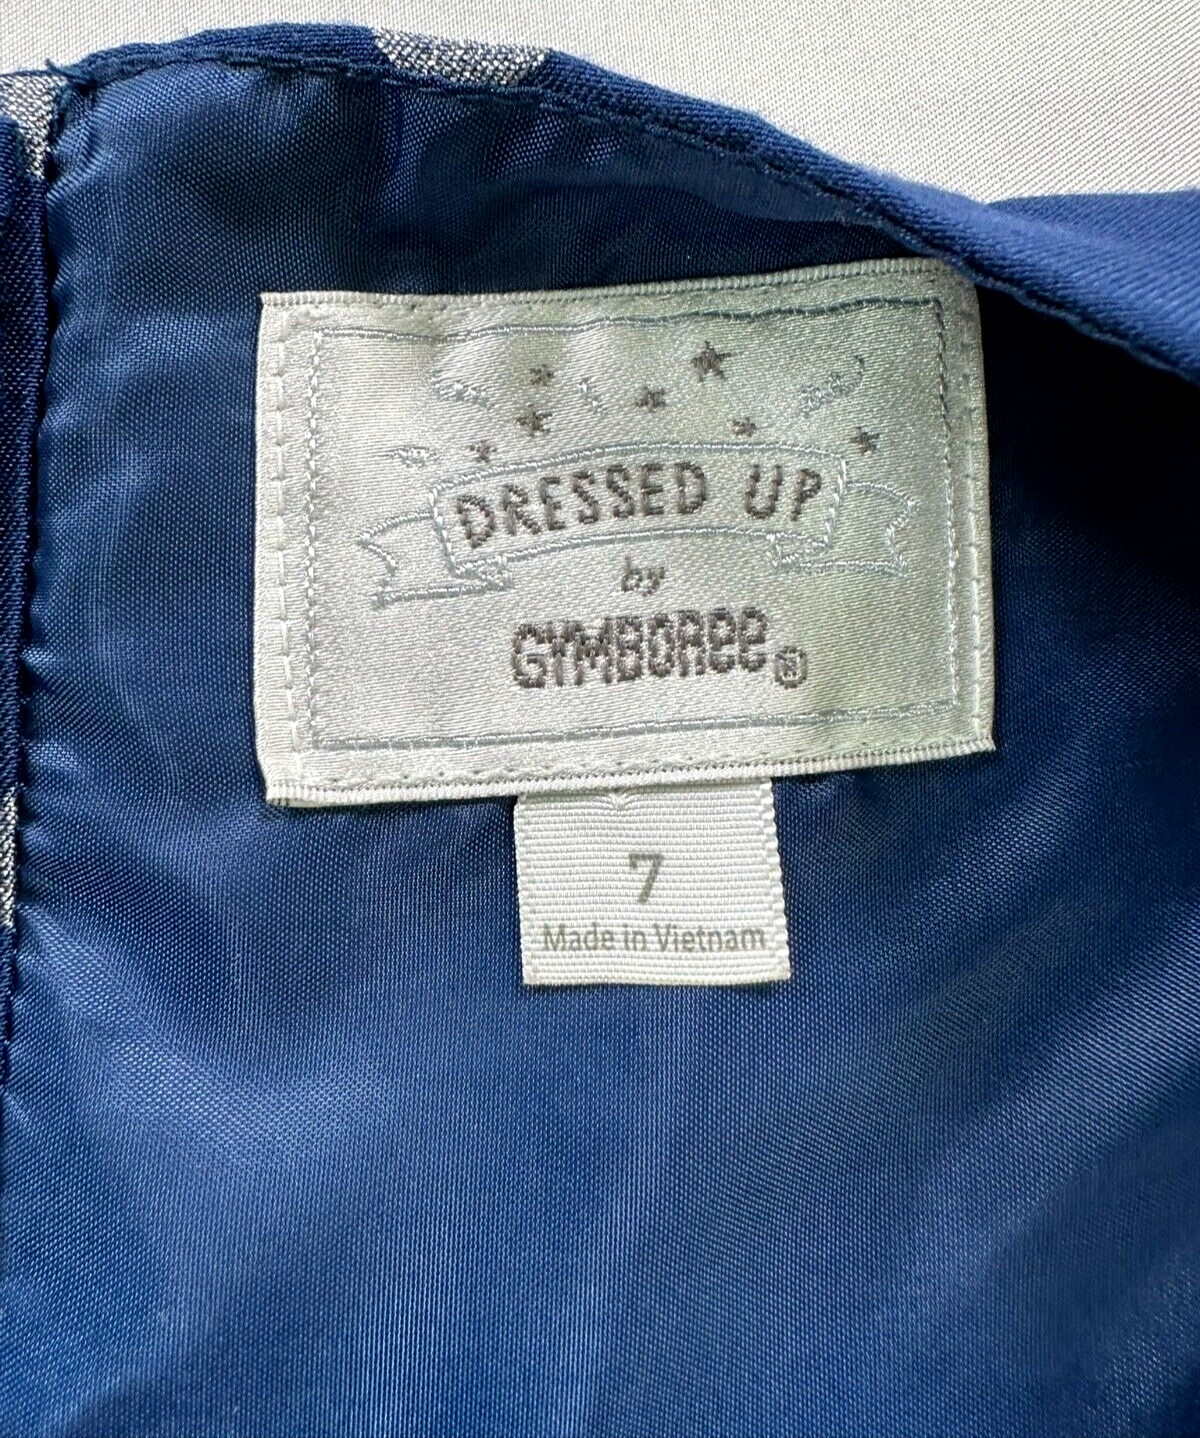 DRESSED UP
by
GYMBOREE®
7
Made in Vietnam